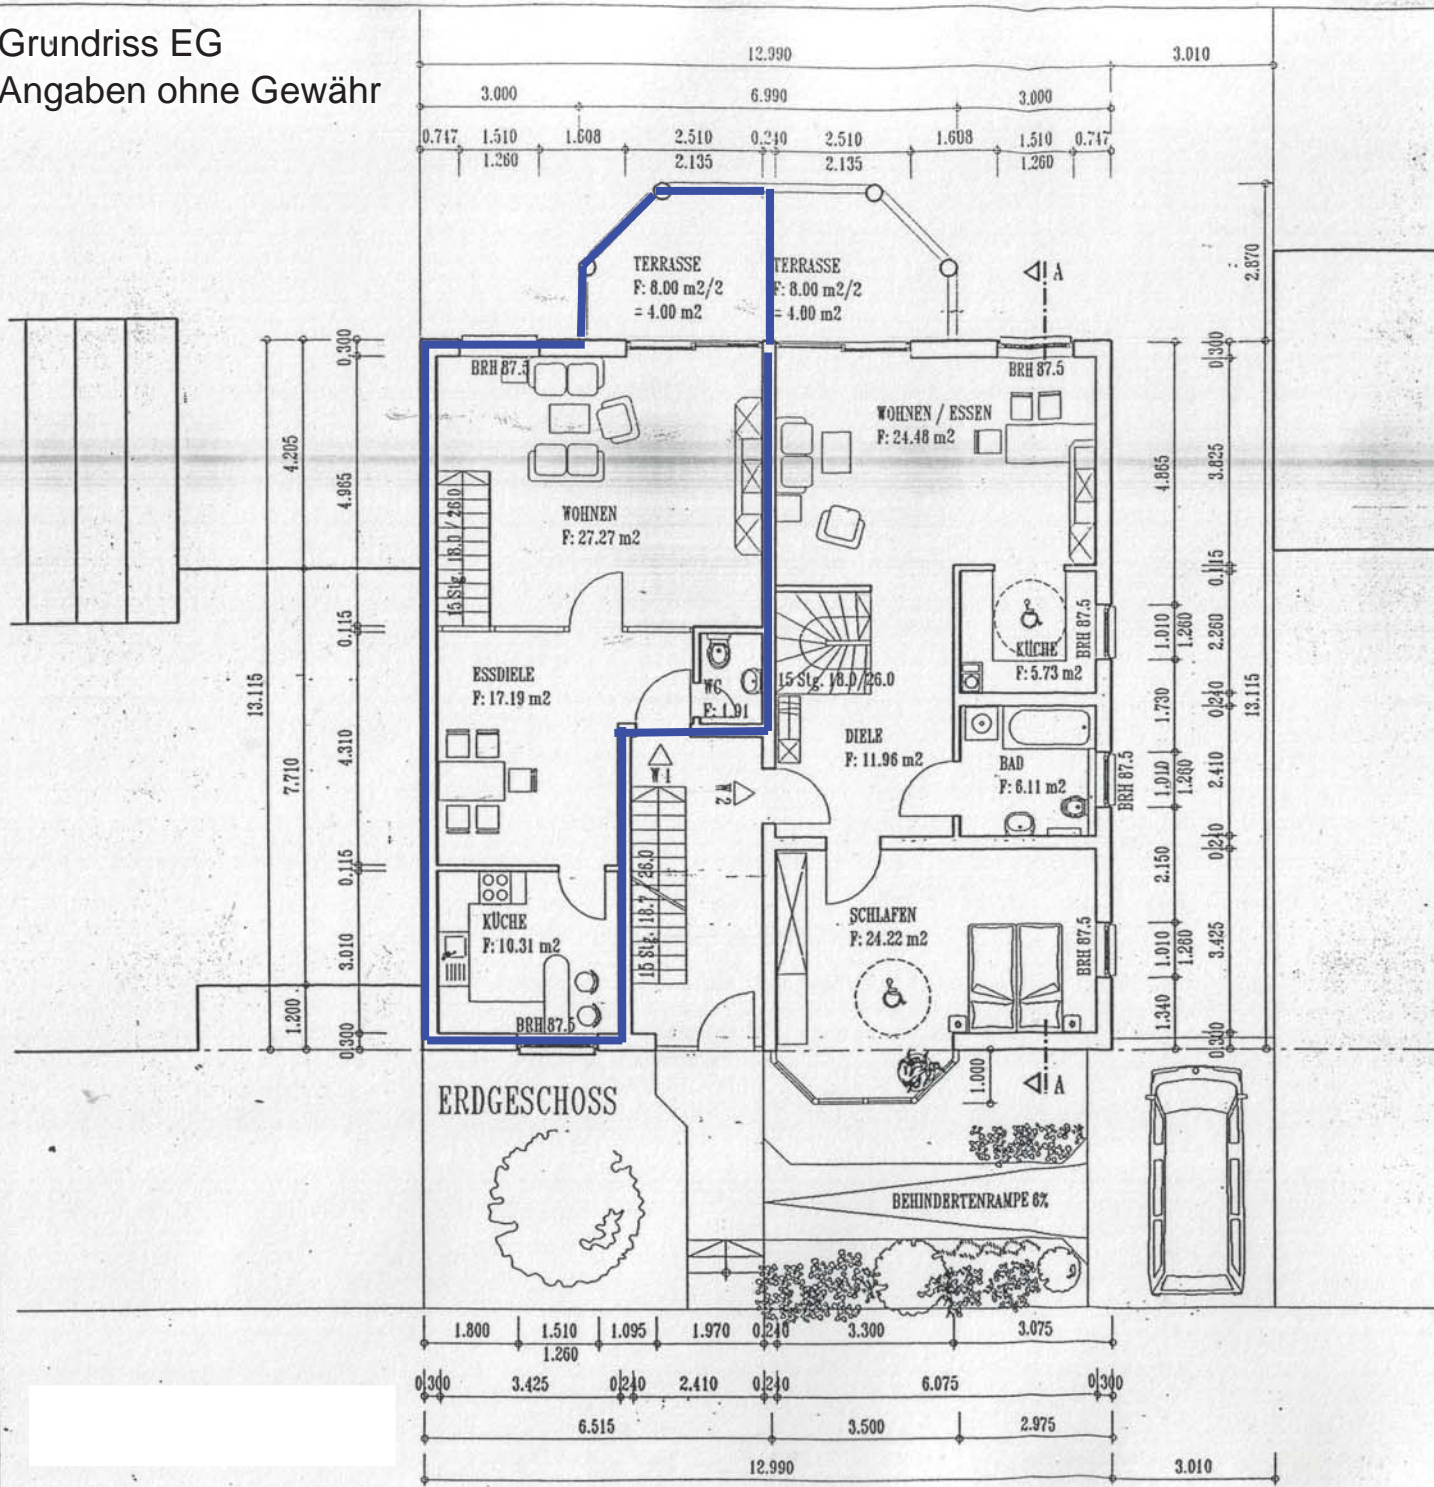 Grundriss EG
Angaben ohne Gewähr
12.990
3.010
3.000
6.990
3.000
0.747
1.510
1.608
2.510
0.240
2.510
1.608
1.510
0.747
1.260
2.135
2.135
1.260
TERRASSE
F: 8.00 m2/2
= 4.00 m2
TERRASSE
F: 8.00 m2/2
= 4.00 m2
A
2.870
BRH 87.5
BRH 87.5
0.300
0.300
WOHNEN / ESSEN
F: 24.48 m2
4.205
4.965
4.865
3.825
15 Stg. 18.0 / 26.0
WOHNEN
F: 27.27 m2
0.115
0.115
1.010
1.260
2.260
BRH 87.5
KÜCHE
F: 5.73 m2
ESSDIELE
F: 17.19 m2
WC
F: 1.91
15 Stg. 18.0/26.0
13.115
0.240
1.730
13.115
DIELE
F: 11.96 m2
BAD
F: 6.11 m2
BRH 87.5
1.010
1.260
2.410
W 1
W 2
7.710
4.310
0.115
0.240
2.150
15 Stg. 18.7 / 26.0
KÜCHE
F: 10.31 m2
SCHLAFEN
F: 24.22 m2
BRH 87.5
1.010
1.260
3.425
3.010
1.200
0.300
BRH 87.5
1.340
0.300
1.000
A
ERDGESCHOSS
BEHINDERTENRAMPE 6%
1.800
1.510
1.095
1.970
0.240
3.300
3.075
1.260
0.300
3.425
0.240
2.410
0.240
6.075
0.300
6.515
3.500
2.975
12.990
3.010